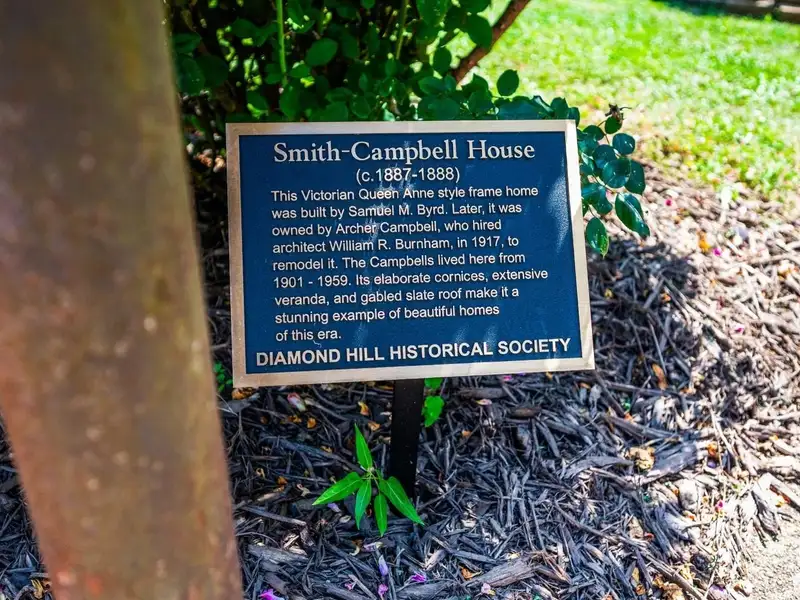 Smith-Campbell House
(c.1887-1888)
This Victorian Queen Anne style frame home
was built by Samuel M. Byrd. Later, it was
owned by Archer Campbell, who hired
architect William R. Burnham, in 1917, to
remodel it. The Campbells lived here from
1901 - 1959. Its elaborate cornices, extensive
veranda, and gabled slate roof make it a
stunning example of beautiful homes
of this era.
DIAMOND HILL HISTORICAL SOCIETY